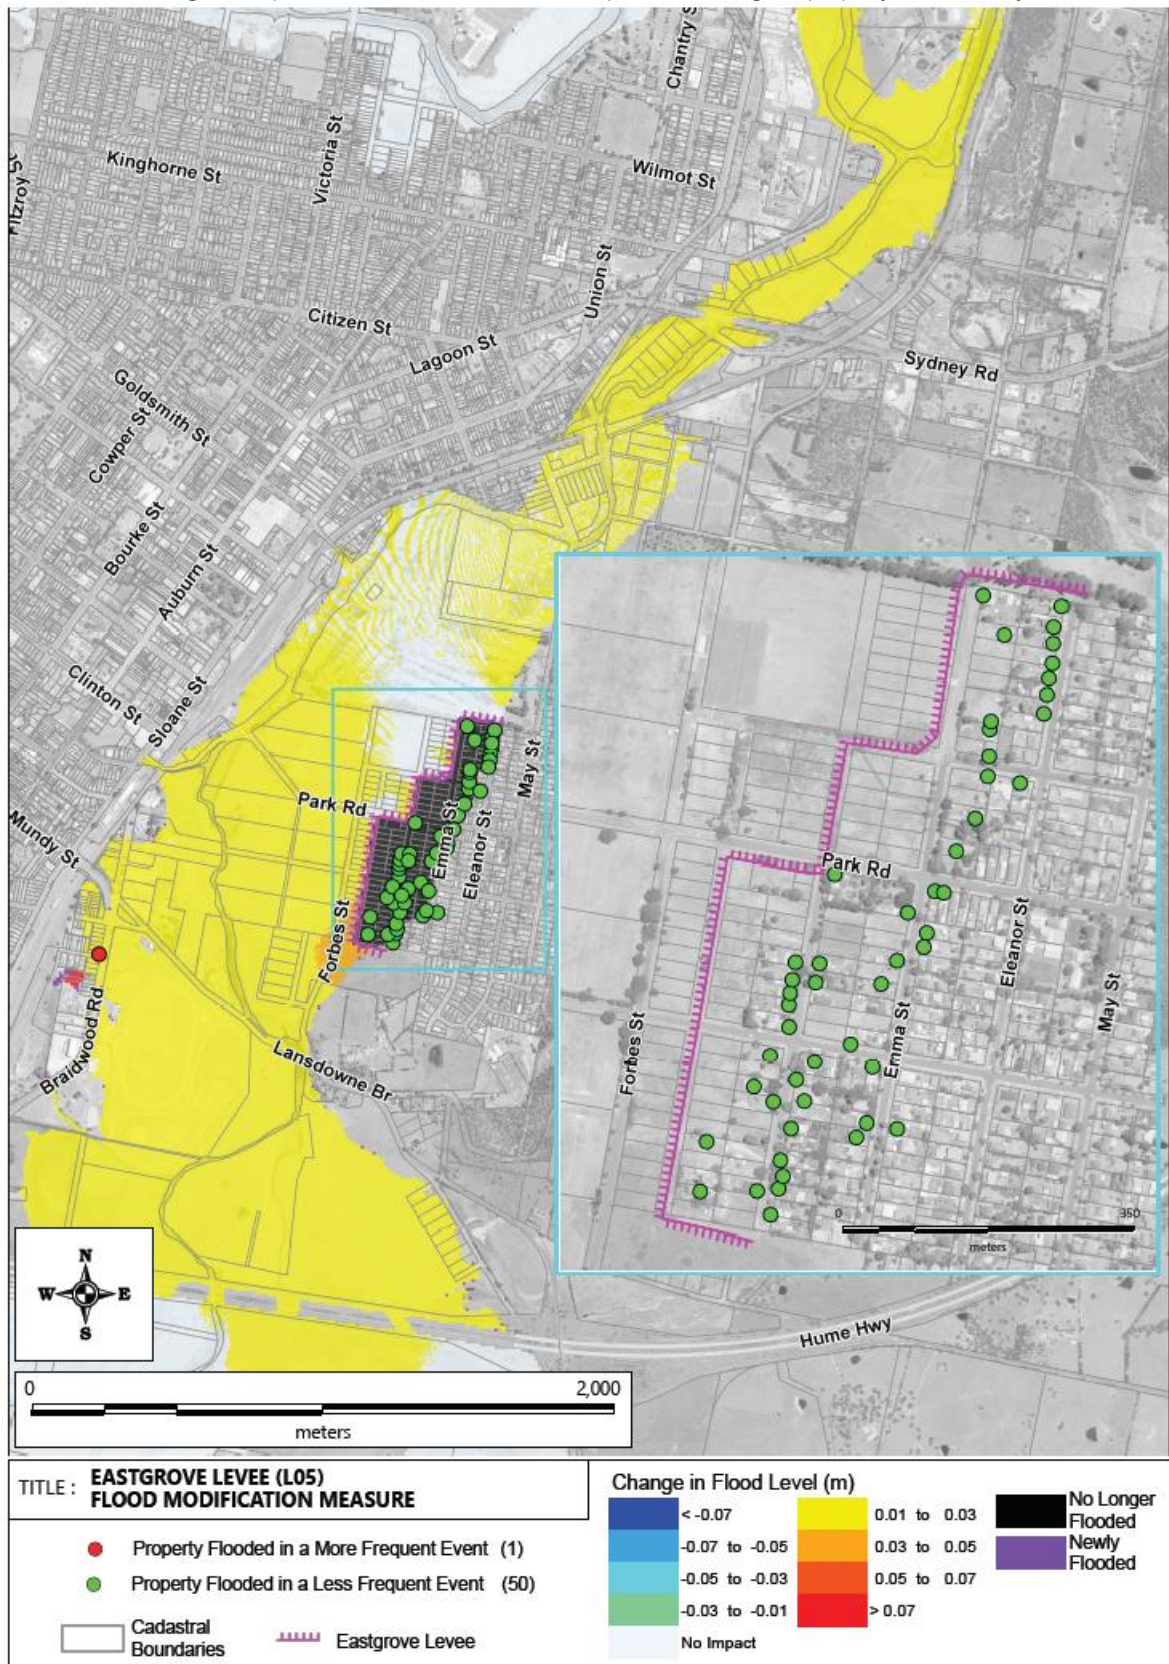 Chantry S
Kinghorne St
Victoria St
Wilmot St
Fitzroy St
Union St
Citizen St
Lagoon St
Sydney Rd
Goldsmith St
Cowper St
Bourke St
Auburn St
Clinton St
Sloane St
May St
Park Rd
Emma St
Eleanor St
Mundy St
Forbes St
Braidwood Rd
Lansdowne Br
Park Rd
Eleanor St
May St
Emma St
Forbes St
0 350
meters
Hume Hwy
N
W E
S
0 2,000
meters
TITLE : EASTGROVE LEVEE (L05)
FLOOD MODIFICATION MEASURE
Property Flooded in a More Frequent Event (1)
Property Flooded in a Less Frequent Event (50)
Cadastral
Boundaries
Eastgrove Levee
Change in Flood Level (m)
< -0.07
-0.07 to -0.05
-0.05 to -0.03
-0.03 to -0.01
No Impact
0.01 to 0.03
0.03 to 0.05
0.05 to 0.07
> 0.07
No Longer
Flooded
Newly
Flooded